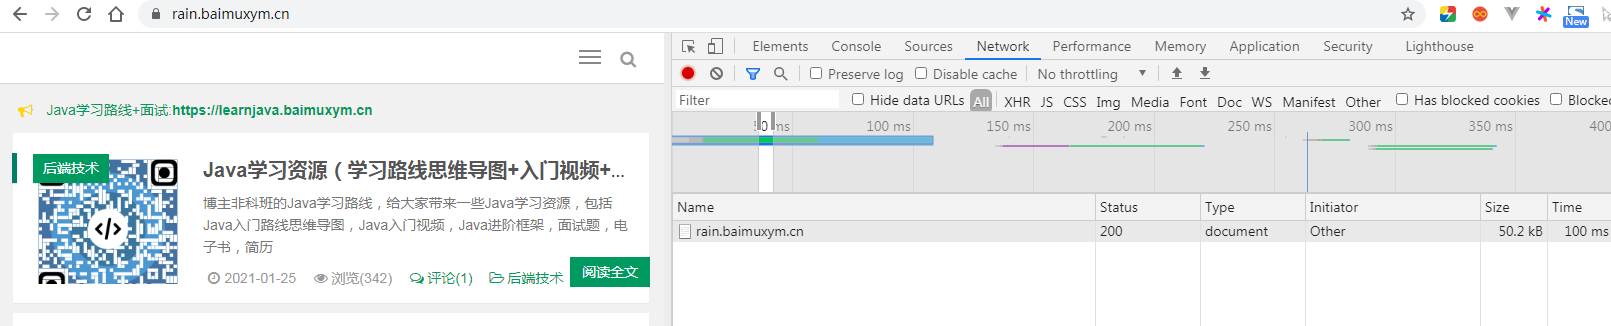 rain.baimuxym.cn
New
Java学习路线+面试:https://learnjava.baimuxym.cn
后端技术
Java学习资源（学习路线思维导图+入门视频+...
博主非科班的Java学习路线，给大家带来一些Java学习资源，包括
Java入门路线思维导图，Java入门视频，Java进阶框架，面试题，电
子书，简历
2021-01-25 浏览(342) 评论(1) 后端技术 阅读全文
Elements Console Sources Network Performance Memory Application Security Lighthouse
Preserve log Disable cache No throttling
Filter Hide data URLs All XHR JS CSS Img Media Font Doc WS Manifest Other Has blocked cookies Blocked
50 ms 100 ms 150 ms 200 ms 250 ms 300 ms 350 ms 400
Name Status Type Initiator Size Time
rain.baimuxym.cn 200 document Other 50.2 kB 100 ms